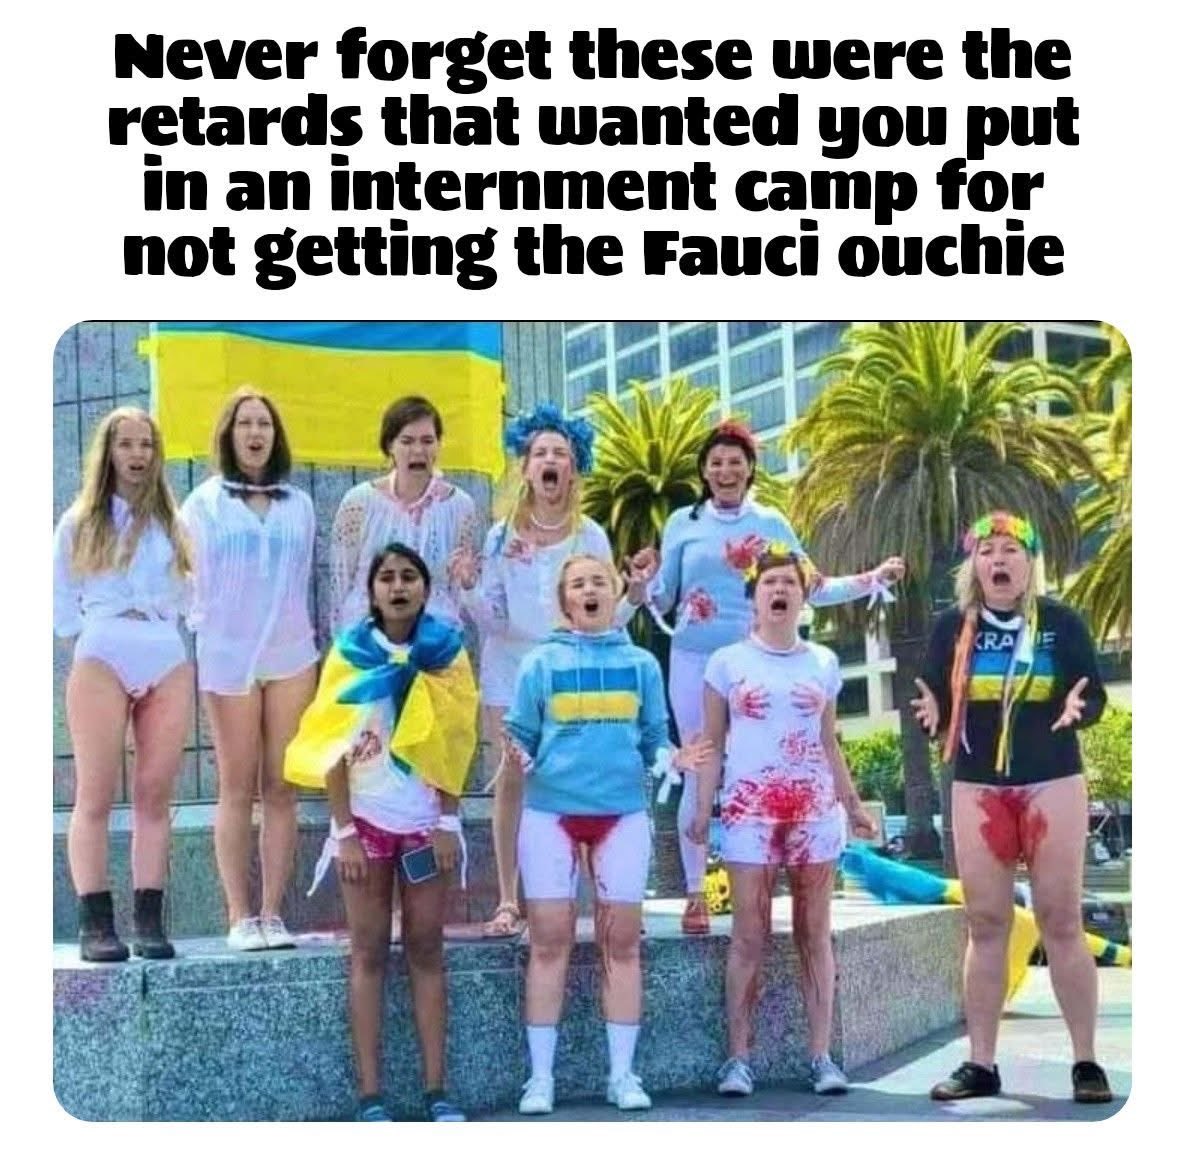 Never forget these were the
retards that wanted you put
in an internment camp for
not getting the Fauci ouchie